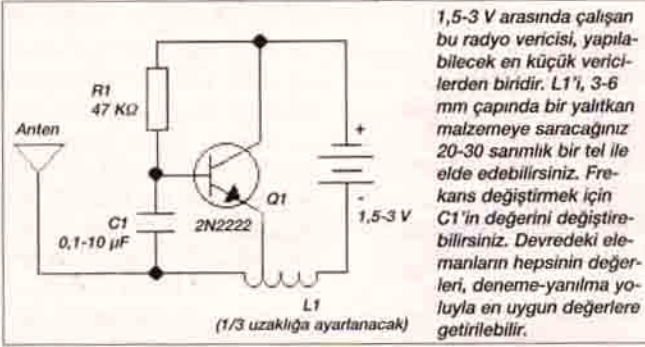 R1
47 KΩ
Anten
Q1
2N2222
C1
0,1-10 µF
+
-
1,5-3 V
L1
(1/3 uzaklığa ayarlanacak)
1,5-3 V arasında çalışan
bu radyo vericisi, yapıla-
bilecek en küçük verici-
lerden biridir. L1'i, 3-6
mm çapında bir yalıtkan
malzemeye saracağınız
20-30 sarımlık bir tel ile
elde edebilirsiniz. Fre-
kans değiştirmek için
C1'in değerini değiştire-
bilirsiniz. Devredeki ele-
manların hepsinin değer-
leri, deneme-yanılma yo-
luyla en uygun değerlere
getirilebilir.